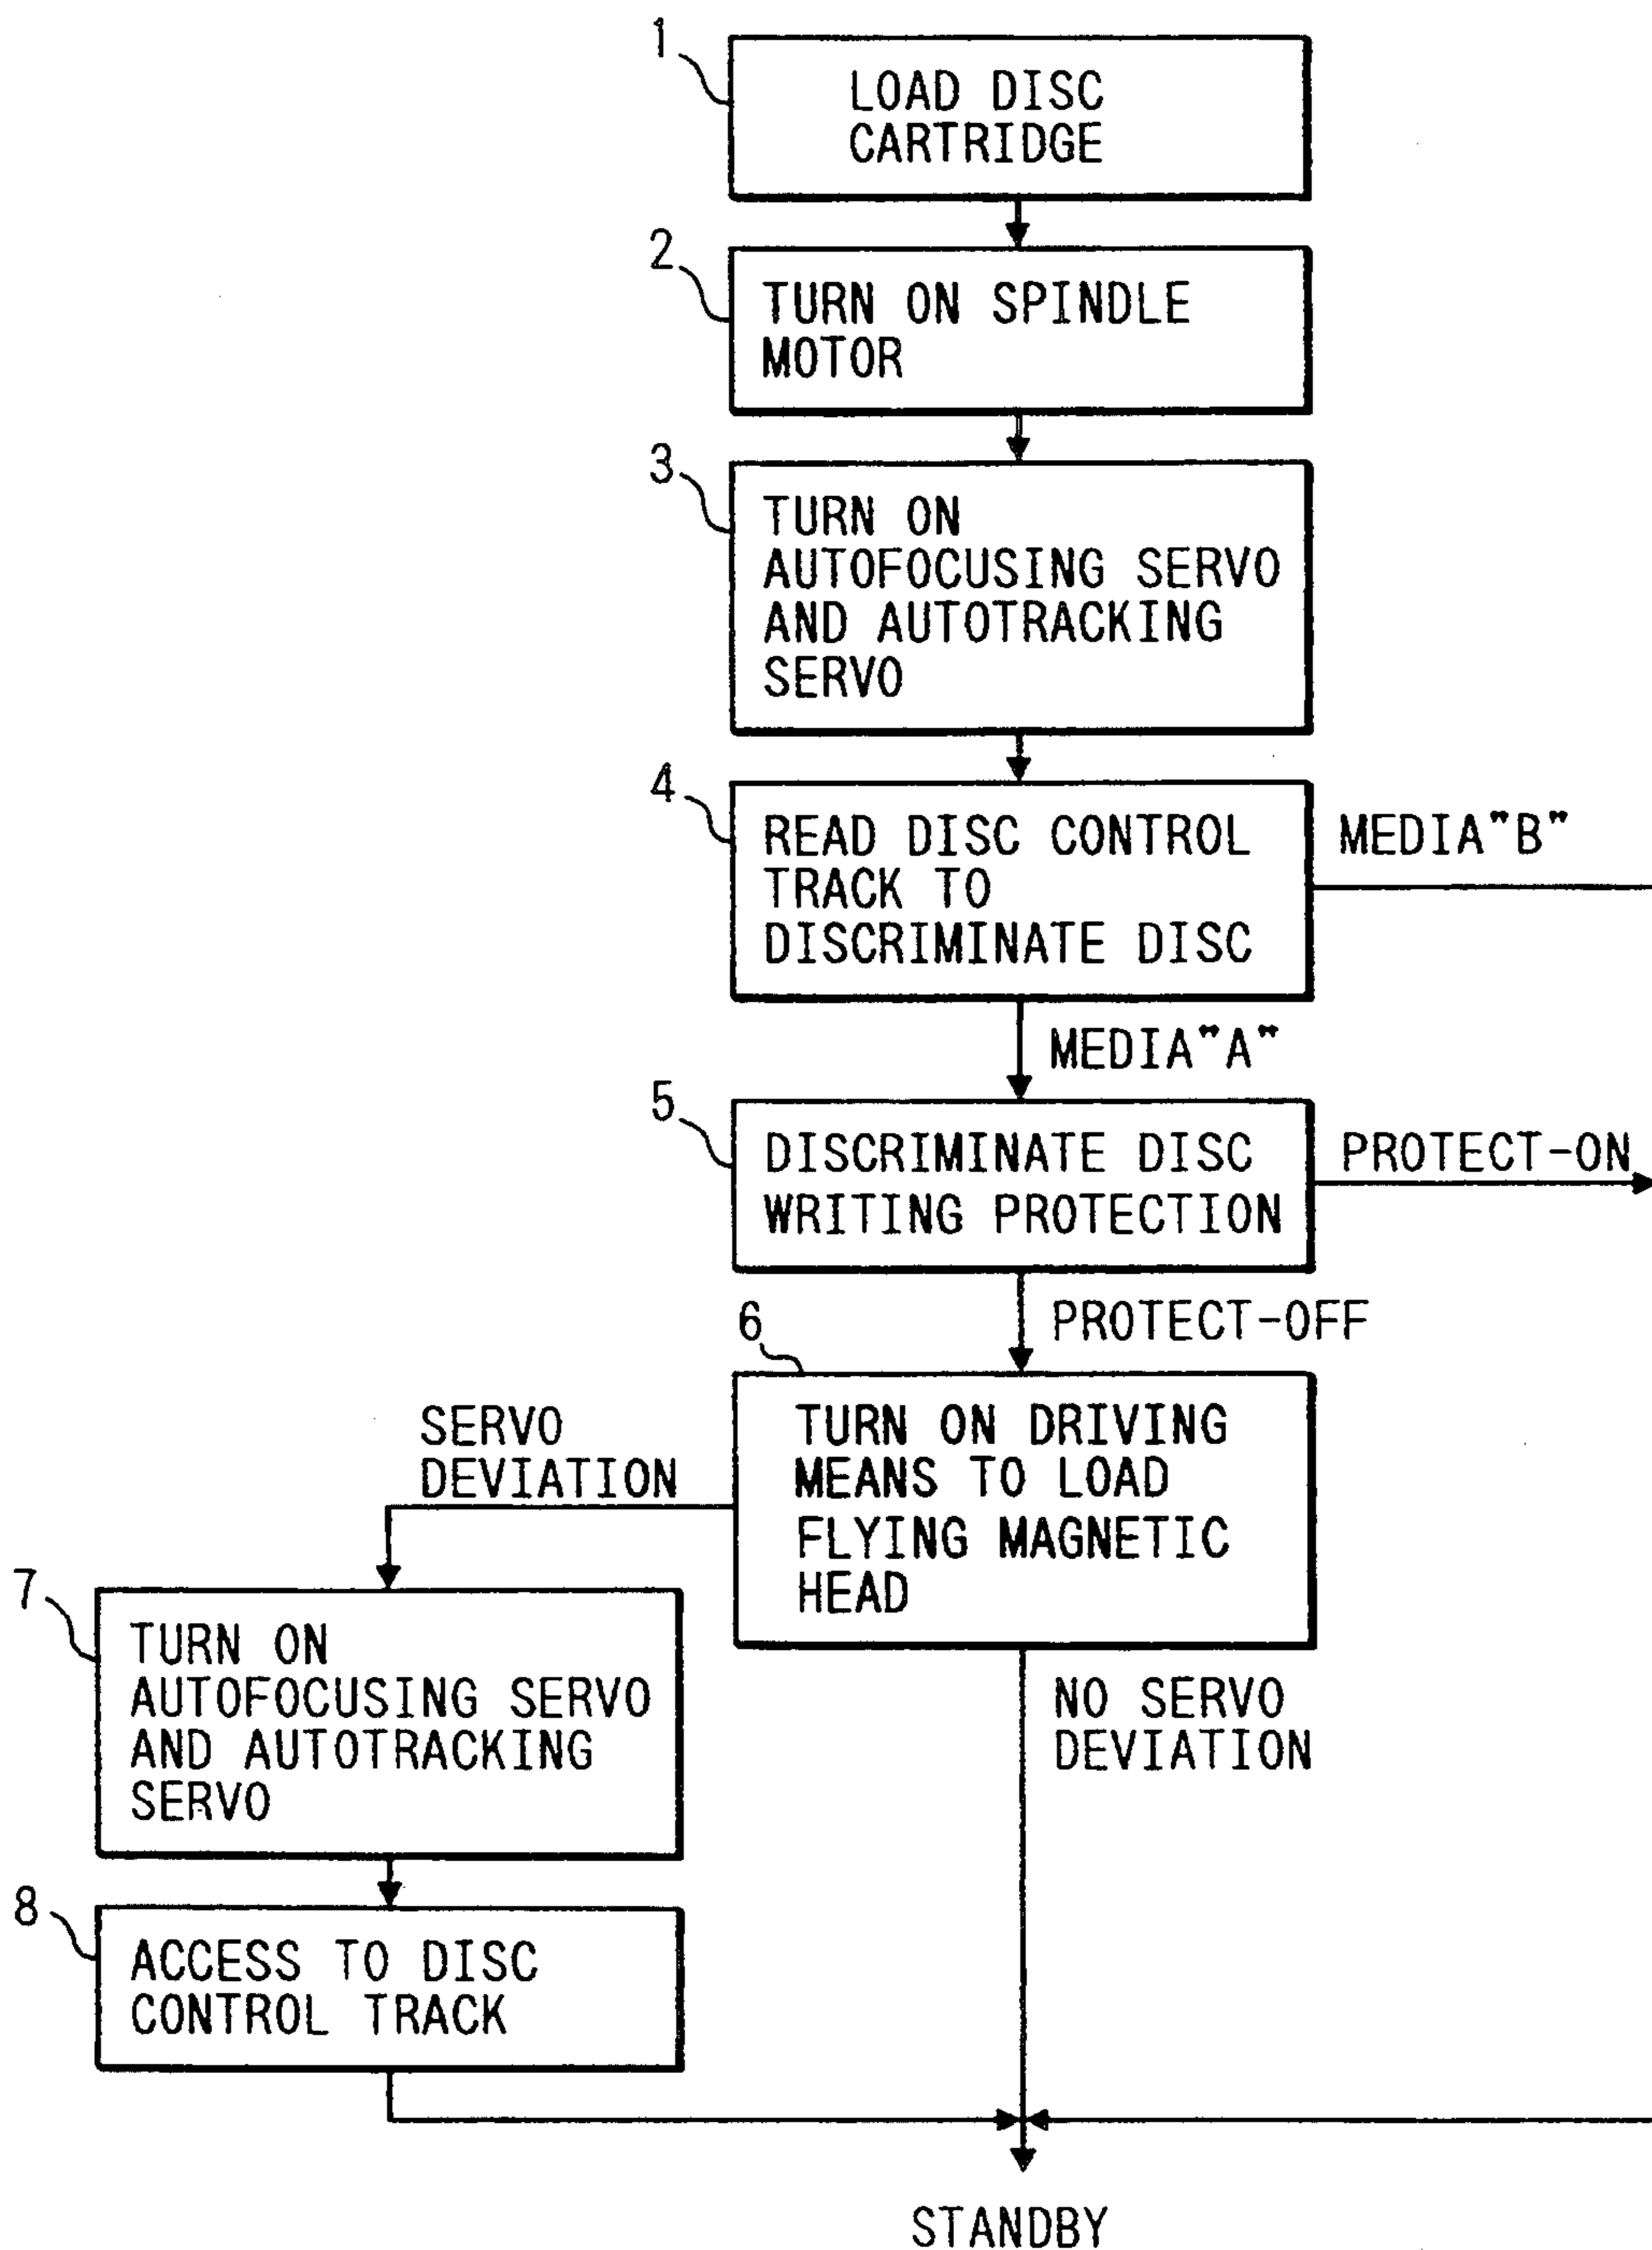 1
LOAD DISC
CARTRIDGE
2
TURN ON SPINDLE
MOTOR
3
TURN ON
AUTOFOCUSING SERVO
AND AUTOTRACKING
SERVO
4
READ DISC CONTROL
TRACK TO
DISCRIMINATE DISC
MEDIA"B"
MEDIA"A"
5
DISCRIMINATE DISC
WRITING PROTECTION
PROTECT-ON
PROTECT-OFF
6
TURN ON DRIVING
MEANS TO LOAD
FLYING MAGNETIC
HEAD
SERVO
DEVIATION
7
TURN ON
AUTOFOCUSING SERVO
AND AUTOTRACKING
SERVO
NO SERVO
DEVIATION
8
ACCESS TO DISC
CONTROL TRACK
STANDBY